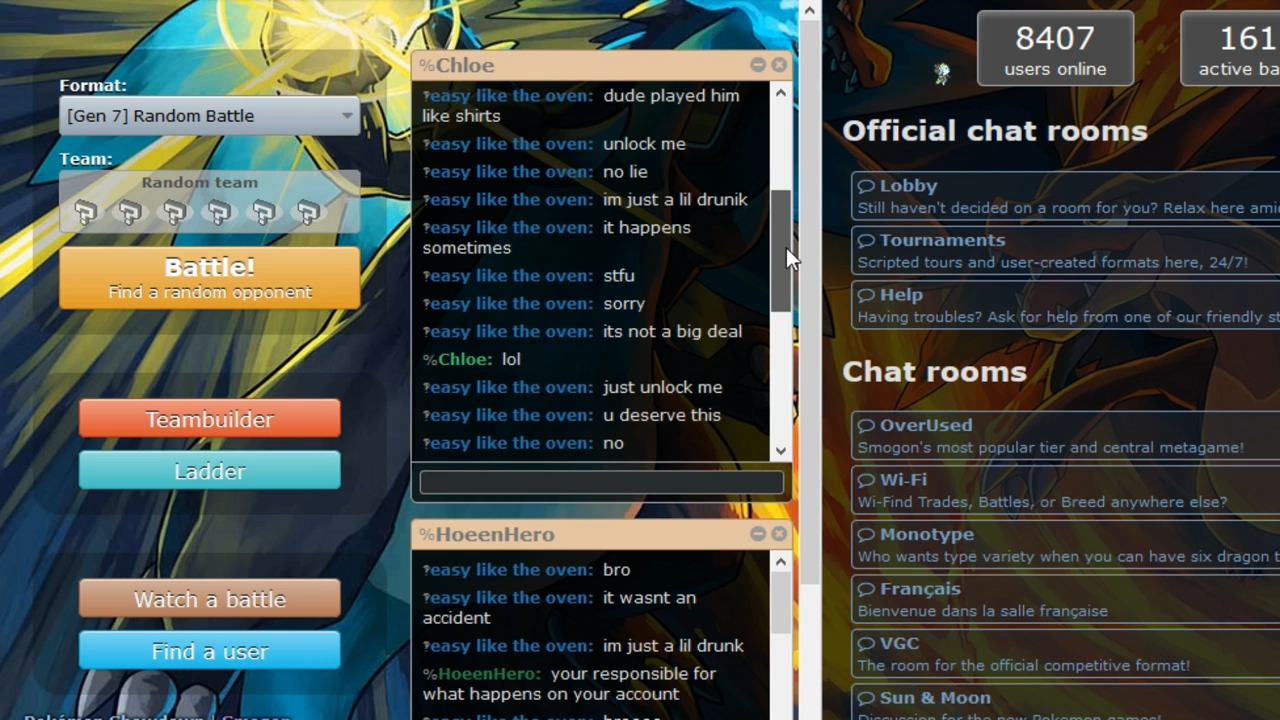 Format:
[Gen 7] Random Battle
Team:
Random team
Battle!
Find a random opponent
Teambuilder
Ladder
Watch a battle
Find a user
%Chloe
?easy like the oven: dude played him
like shirts
?easy like the oven: unlock me
?easy like the oven: no lie
?easy like the oven: im just a lil drunik
?easy like the oven: it happens
sometimes
?easy like the oven: stfu
?easy like the oven: sorry
?easy like the oven: its not a big deal
%Chloe: lol
?easy like the oven: just unlock me
?easy like the oven: u deserve this
?easy like the oven: no
%HoeenHero
?easy like the oven: bro
?easy like the oven: it wasnt an
accident
?easy like the oven: im just a lil drunk
%HoeenHero: your responsible for
what happens on your account
?easy like the oven:
8407
users online
161
active ba
Official chat rooms
Lobby
Still haven't decided on a room for you? Relax here ami
Tournaments
Scripted tours and user-created formats here, 24/7!
Help
Having troubles? Ask for help from one of our friendly st
Chat rooms
OverUsed
Smogon's most popular tier and central metagame!
Wi-Fi
Wi-Find Trades, Battles, or Breed anywhere else?
Monotype
Who wants type variety when you can have six dragon t
Français
Bienvenue dans la salle française
VGC
The room for the official competitive format!
Sun & Moon
Discussion for the new Pokemon games!